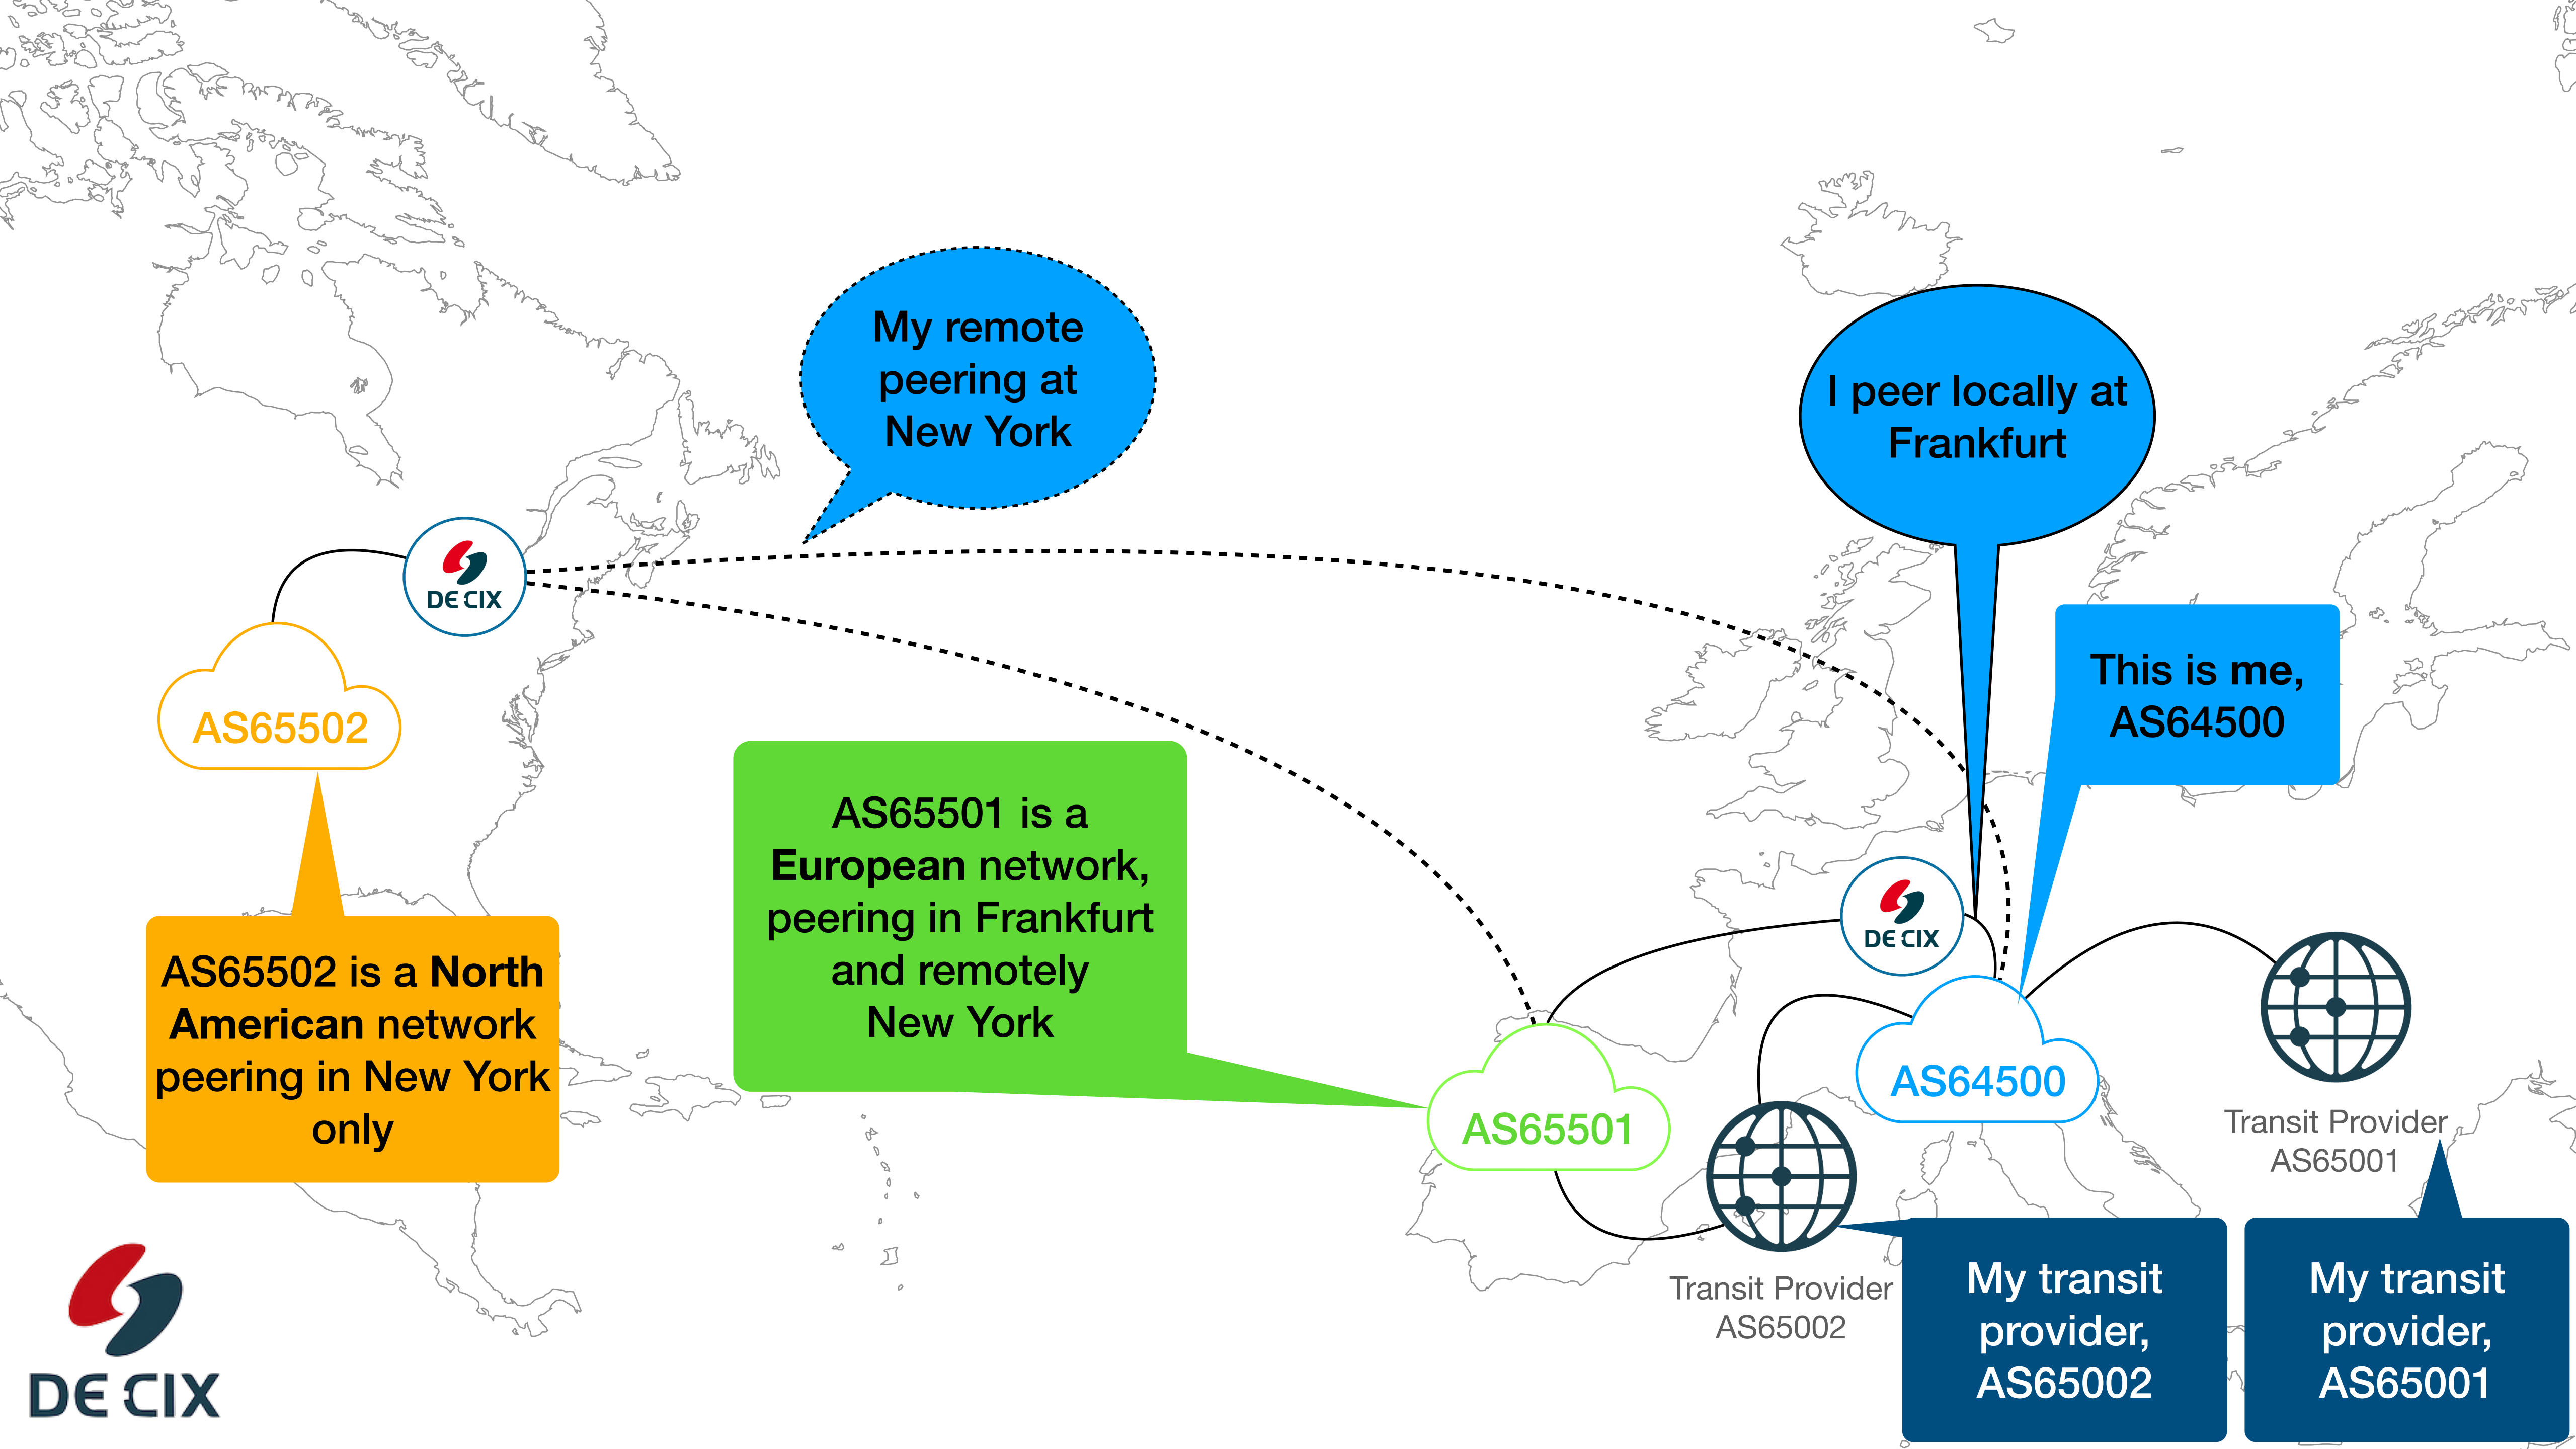 My remote
peering at
New York
I peer locally at
Frankfurt
DE CIX
This is me,
AS64500
AS65502
AS65501 is a
European network,
peering in Frankfurt
and remotely
New York
DE CIX
AS65502 is a North
American network
peering in New York
only
AS65501
AS64500
Transit Provider
AS65001
Transit Provider
AS65002
My transit
provider,
AS65002
My transit
provider,
AS65001
DE CIX